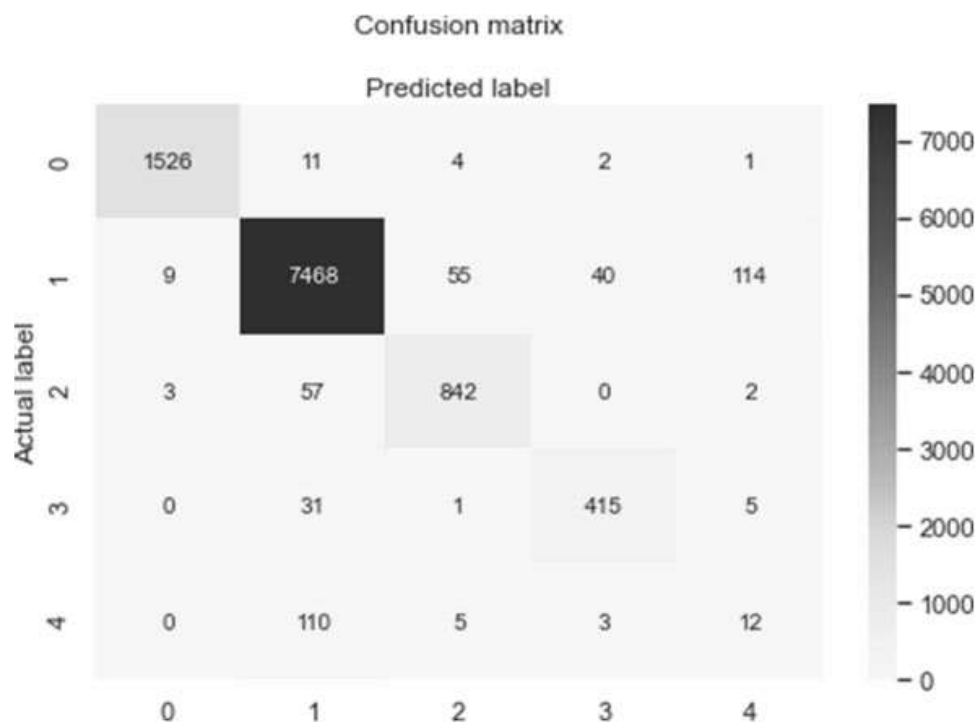 Confusion matrix
Predicted label
Actual label
0 1526 11 4 2 1
1 9 7468 55 40 114
2 3 57 842 0 2
3 0 31 1 415 5
4 0 110 5 3 12
0 1 2 3 4
7000
6000
5000
4000
3000
2000
1000
0